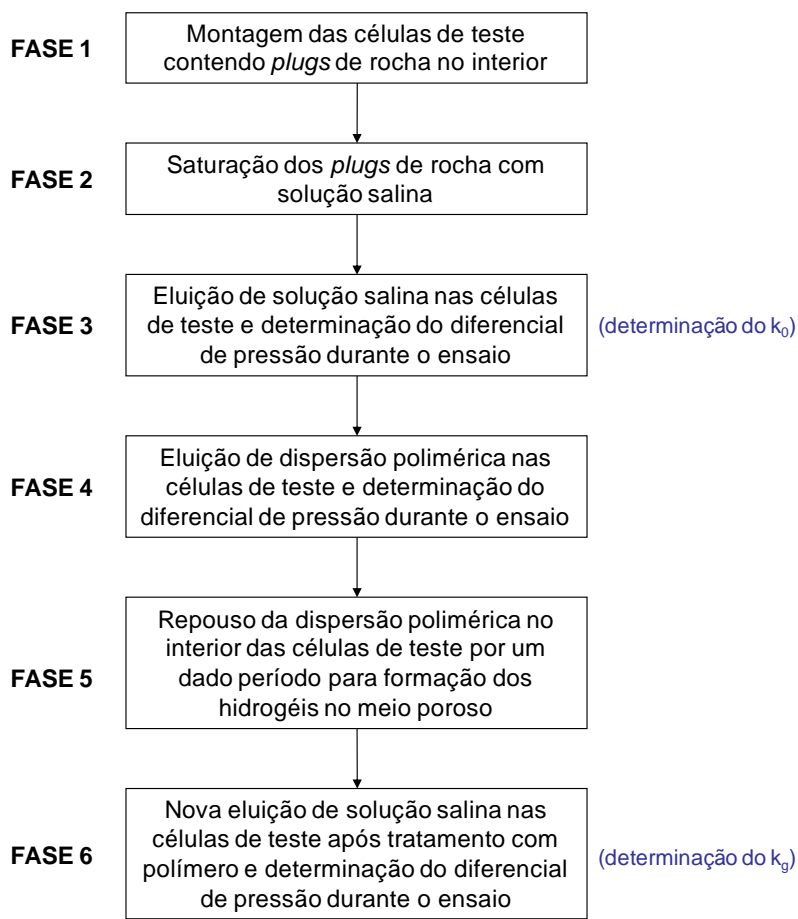 FASE 1
Montagem das células de teste
contendo plugs de rocha no interior
FASE 2
Saturação dos plugs de rocha com
solução salina
FASE 3
Eluição de solução salina nas células
de teste e determinação do diferencial
de pressão durante o ensaio
(determinação do k₀)
FASE 4
Eluição de dispersão polimérica nas
células de teste e determinação do
diferencial de pressão durante o ensaio
FASE 5
Repouso da dispersão polimérica no
interior das células de teste por um
dado período para formação dos
hidrogéis no meio poroso
FASE 6
Nova eluição de solução salina nas
células de teste após tratamento com
polímero e determinação do diferencial
de pressão durante o ensaio
(determinação do kg)